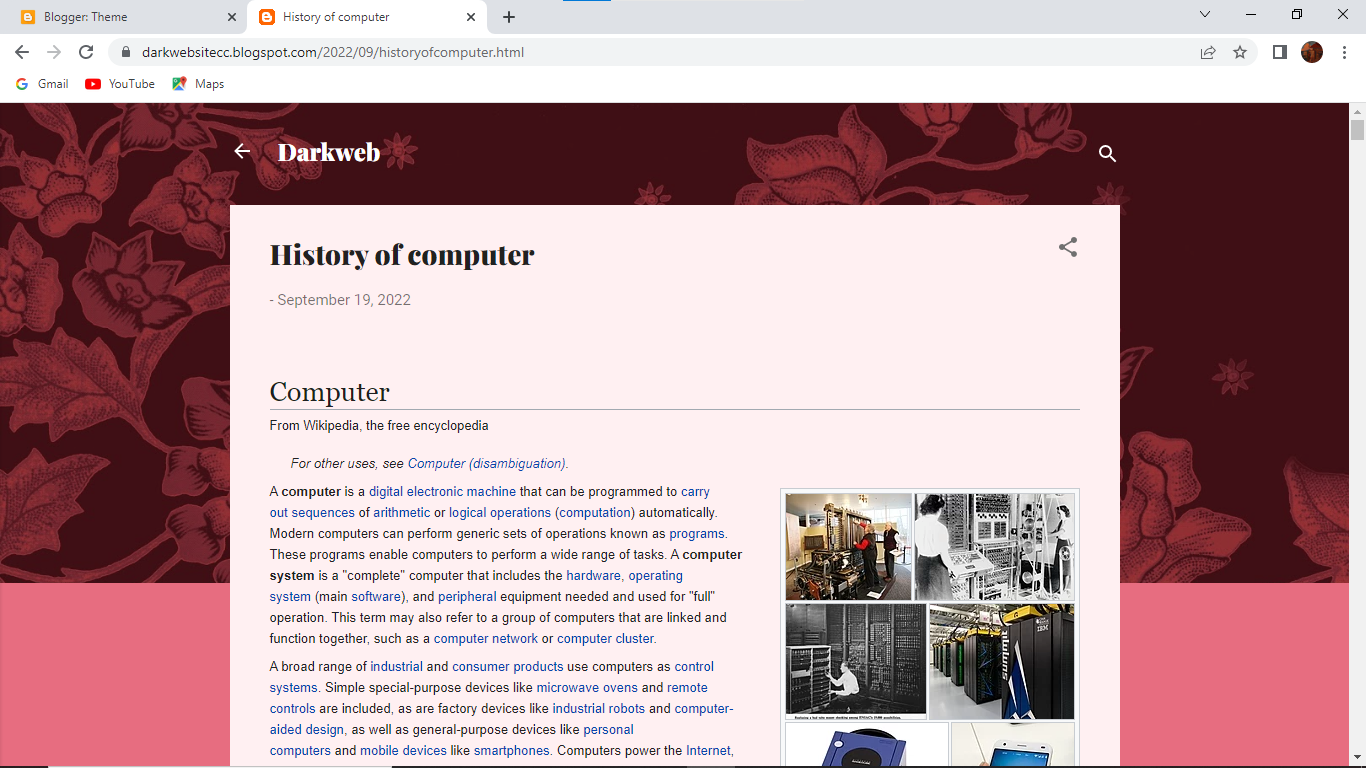 Blogger: Theme
History of computer
darkwebsitecc.blogspot.com/2022/09/historyofcomputer.html
Gmail
YouTube
Maps
Darkweb
History of computer
- September 19, 2022
Computer
From Wikipedia, the free encyclopedia
For other uses, see Computer (disambiguation).
A computer is a digital electronic machine that can be programmed to carry
out sequences of arithmetic or logical operations (computation) automatically.
Modern computers can perform generic sets of operations known as programs.
These programs enable computers to perform a wide range of tasks. A computer
system is a "complete" computer that includes the hardware, operating
system (main software), and peripheral equipment needed and used for "full"
operation. This term may also refer to a group of computers that are linked and
function together, such as a computer network or computer cluster.
A broad range of industrial and consumer products use computers as control
systems. Simple special-purpose devices like microwave ovens and remote
controls are included, as are factory devices like industrial robots and computer-
aided design, as well as general-purpose devices like personal
computers and mobile devices like smartphones. Computers power the Internet,
IBM
summit